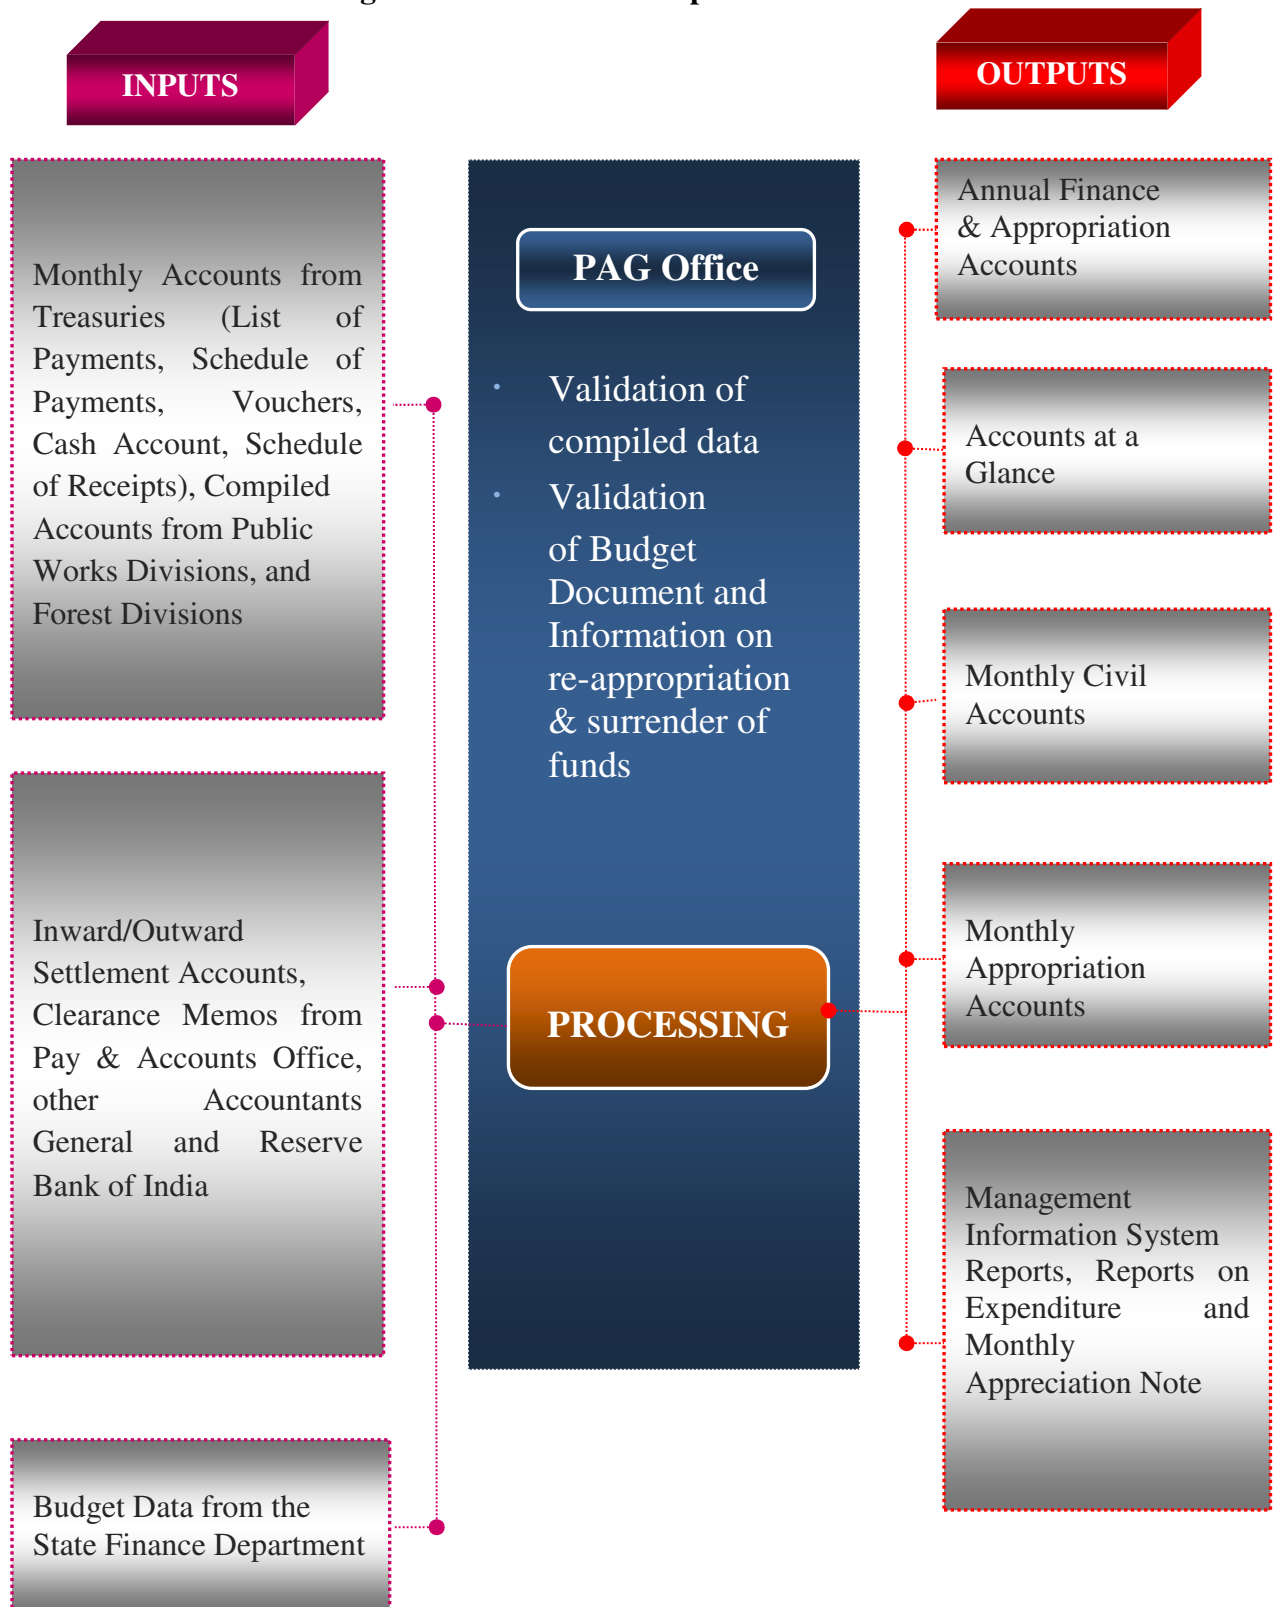 INPUTS
OUTPUTS
Monthly Accounts from
Treasuries (List of
Payments, Schedule of
Payments, Vouchers,
Cash Account, Schedule
of Receipts), Compiled
Accounts from Public
Works Divisions, and
Forest Divisions
Inward/Outward
Settlement Accounts,
Clearance Memos from
Pay & Accounts Office,
other Accountants
General and Reserve
Bank of India
Budget Data from the
State Finance Department
PAG Office
· Validation of
compiled data
· Validation
of Budget
Document and
Information on
re-appropriation
& surrender of
funds
PROCESSING
Annual Finance
& Appropriation
Accounts
Accounts at a
Glance
Monthly Civil
Accounts
Monthly
Appropriation
Accounts
Management
Information System
Reports, Reports on
Expenditure and
Monthly
Appreciation Note